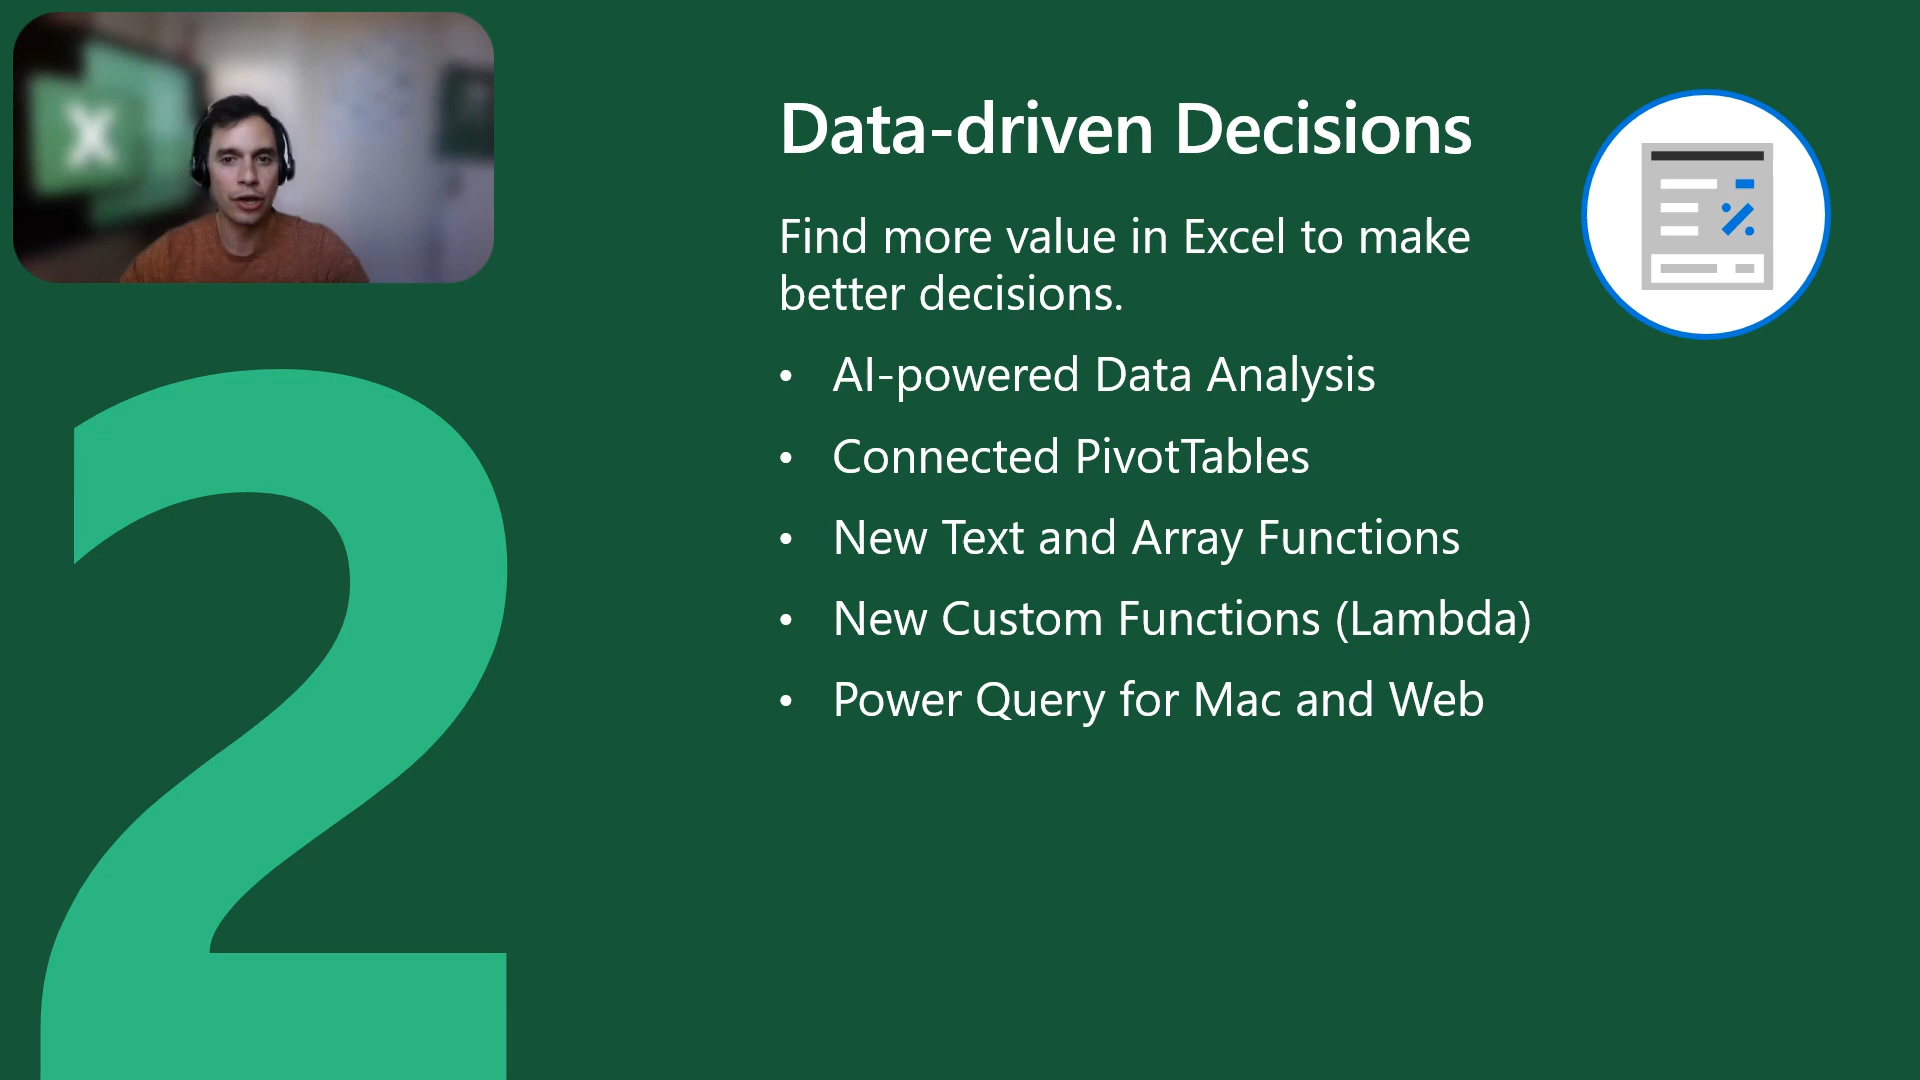 X
Data-driven Decisions
Find more value in Excel to make
better decisions.
• AI-powered Data Analysis
• Connected PivotTables
• New Text and Array Functions
• New Custom Functions (Lambda)
• Power Query for Mac and Web
2